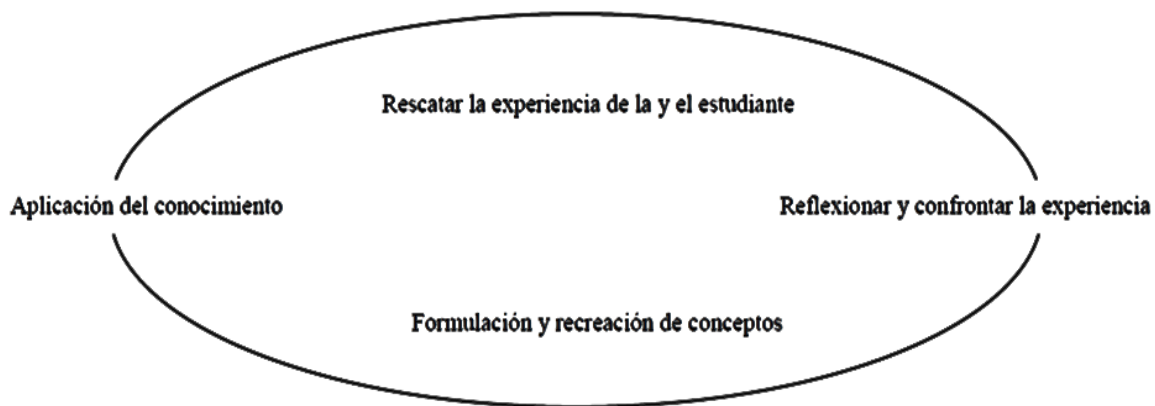 Rescatar la experiencia de la y el estudiante
Aplicación del conocimiento
Reflexionar y confrontar la experiencia
Formulación y recreación de conceptos